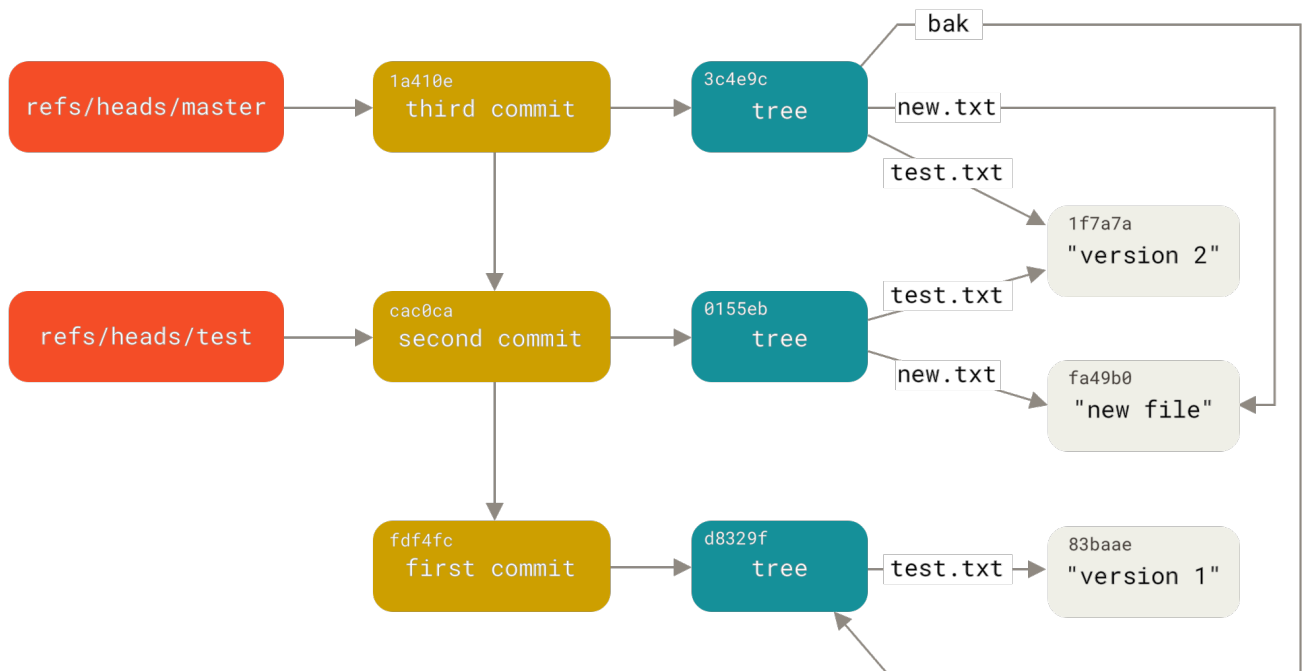 bak
refs/heads/master
1a410e
third commit
3c4e9c
tree
new.txt
test.txt
1f7a7a
"version 2"
refs/heads/test
cac0ca
second commit
0155eb
tree
test.txt
new.txt
fa49b0
"new file"
fdf4fc
first commit
d8329f
tree
test.txt
83baae
"version 1"